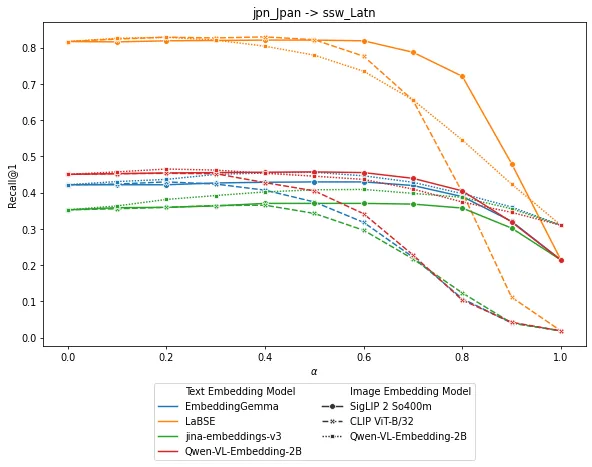 jpn_Jpan -> ssw_Latn
Recall@1
0.8
0.7
0.6
0.5
0.4
0.3
0.2
0.1
0.0
0.0 0.2 0.4 0.6 0.8 1.0
α
Text Embedding Model Image Embedding Model
EmbeddingGemma SigLIP 2 So400m
LaBSE CLIP ViT-B/32
jina-embeddings-v3 Qwen-VL-Embedding-2B
Qwen-VL-Embedding-2B